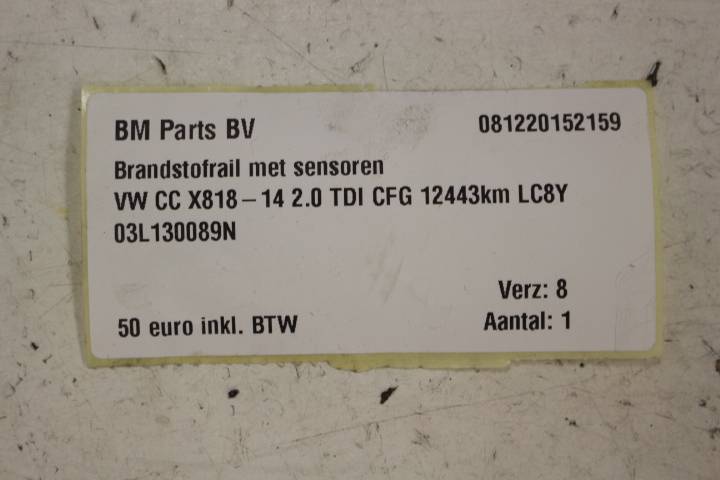 BM Parts BV 081220152159
Brandstofrail met sensoren
VW CC X818-14 2.0 TDI CFG 12443km LC8Y
03L130089N
Verz: 8
50 euro inkl. BTW Aantal: 1